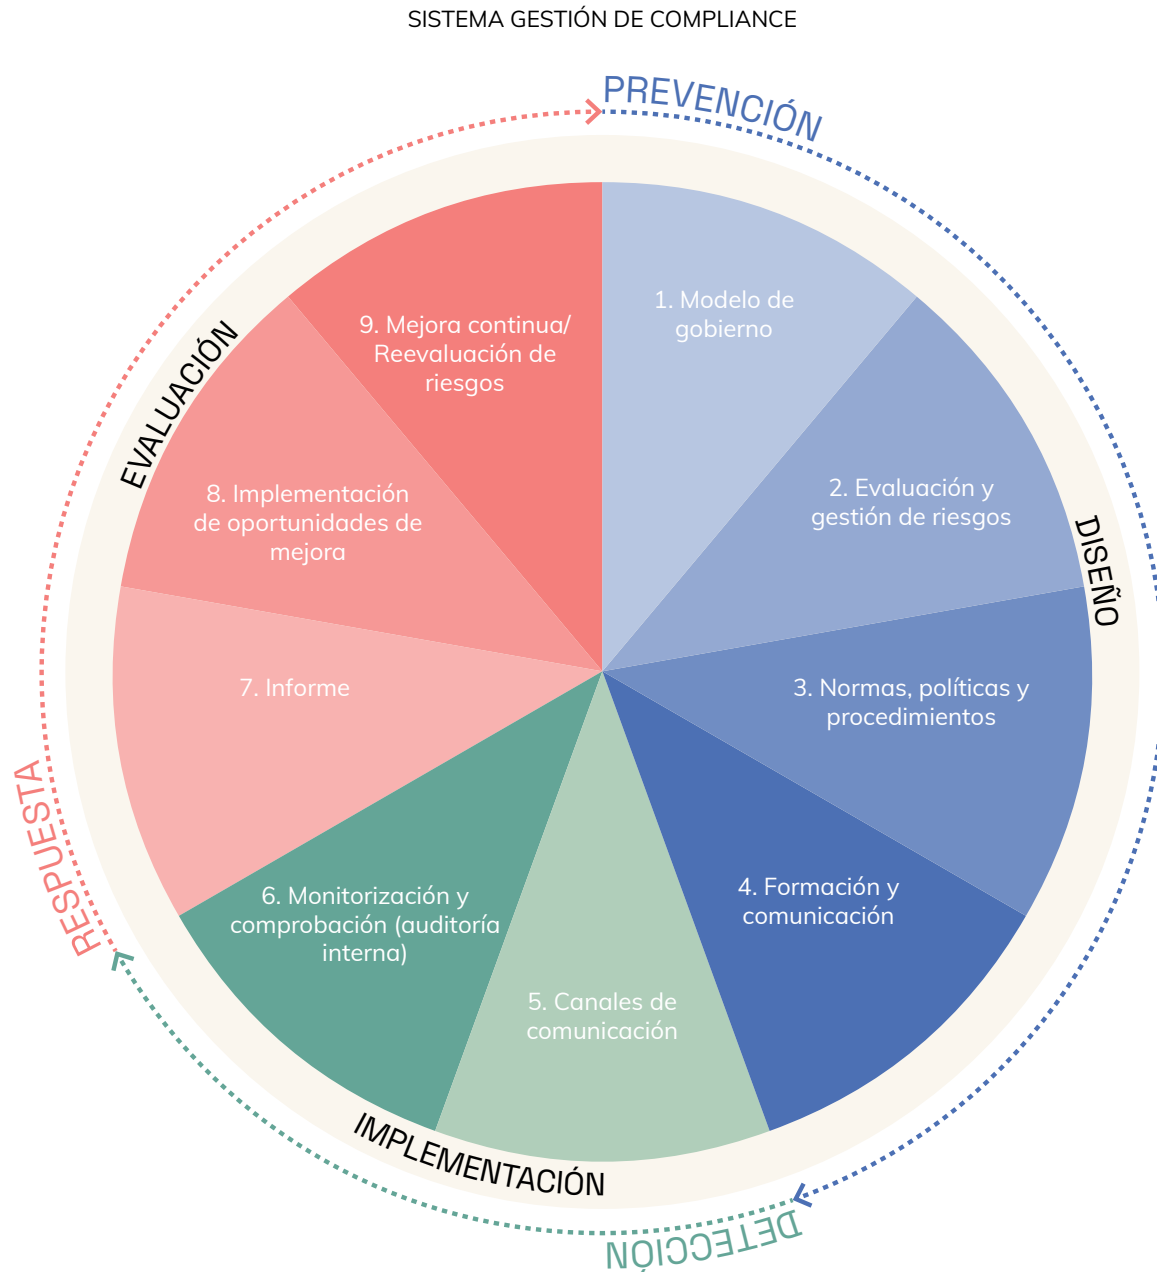 SISTEMA GESTIÓN DE COMPLIANCE
PREVENCIÓN
1. Modelo de
gobierno
2. Evaluación y
gestión de riesgos
DISEÑO
3. Normas, políticas y
procedimientos
4. Formación y
comunicación
DETECCIÓN
5. Canales de
comunicación
IMPLEMENTACIÓN
6. Monitorización y
comprobación (auditoría
interna)
RESPUESTA
7. Informe
8. Implementación
de oportunidades de
mejora
EVALUACIÓN
9. Mejora continua/
Reevaluación de
riesgos